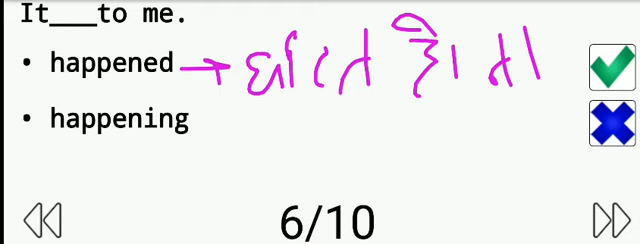 It___to me.
• happened
• happening
6/10